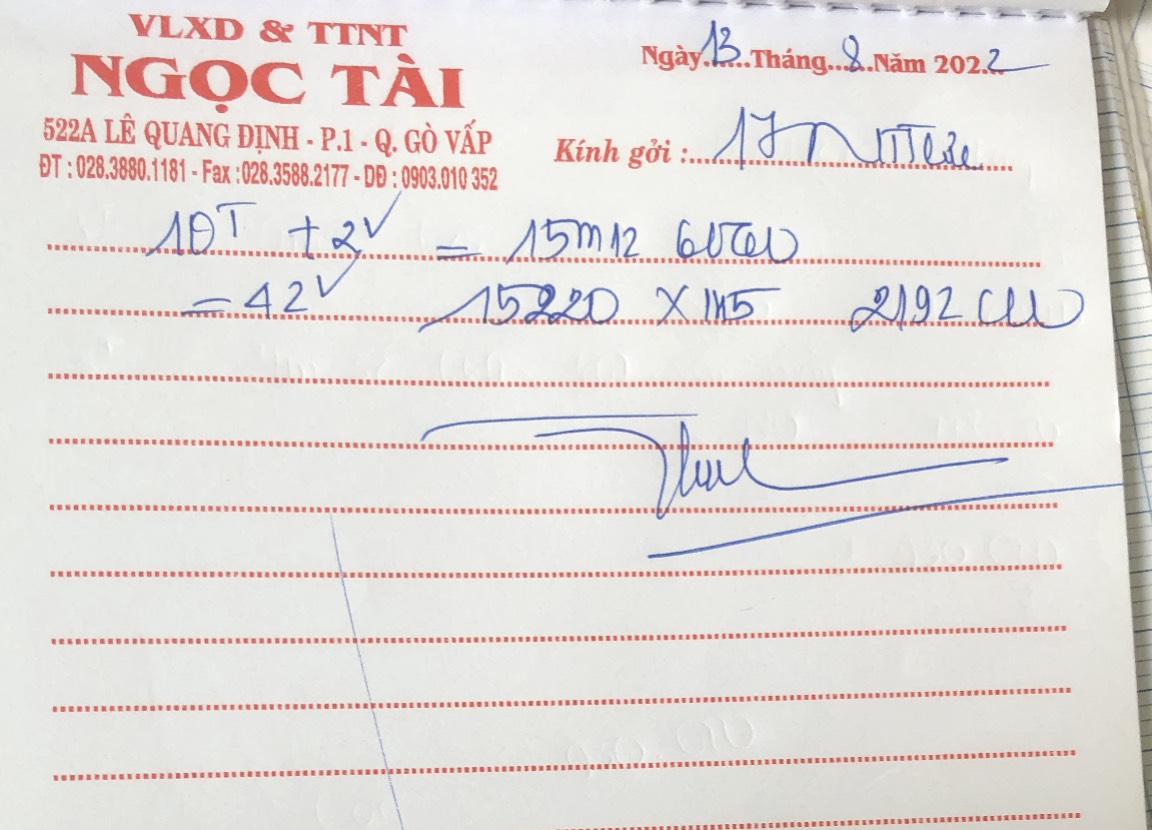 VLXD & TTNT
NGỌC TÀI
522A LÊ QUANG ĐỊNH - P.1 - Q. GÒ VẤP
ĐT : 028.3880.1181 - Fax :028.3588.2177 - DĐ : 0903.010 352
Ngày 13 Tháng 8 Năm 2022
Kính gởi : 17
10T + 2V = 15m12
= 42V 15220 X 2192